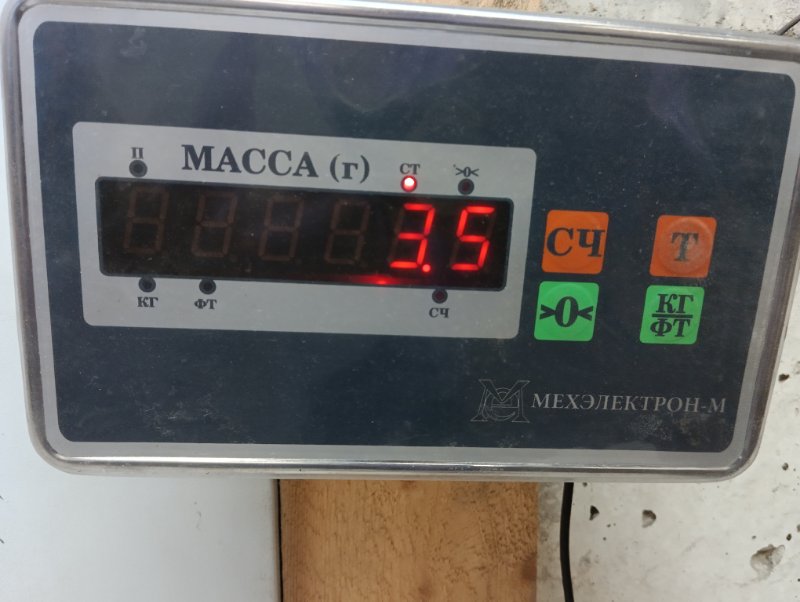 П МАССА (г) СТ >0<
3.5
КГ ФТ СЧ
СЧ Т
>0< КГ
ФТ
МЕХЭЛЕКТРОН-М